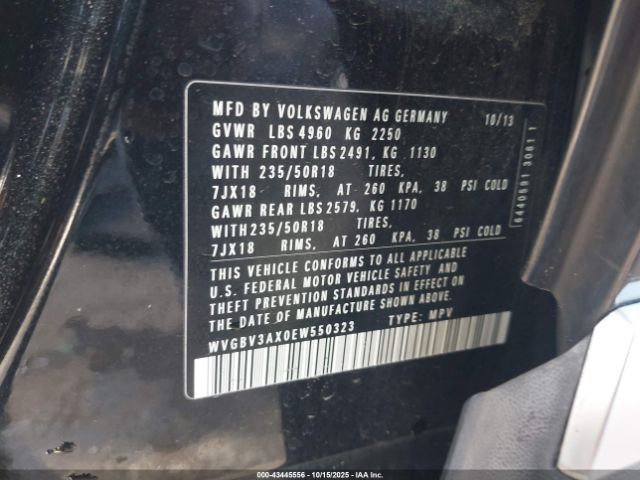 MFD BY VOLKSWAGEN AG GERMANY 10/13
GVWR LBS 4960 KG 2250
GAWR FRONT LBS 2491, KG 1130
WITH 235/50R18 TIRES,
7JX18 RIMS, AT 260 KPA, 38 PSI COLD
GAWR REAR LBS 2579, KG 1170
WITH 235/50R18 TIRES,
7JX18 RIMS, AT 260 KPA, 38 PSI COLD
THIS VEHICLE CONFORMS TO ALL APPLICABLE
U.S. FEDERAL MOTOR VEHICLE SAFETY AND
THEFT PREVENTION STANDARDS IN EFFECT ON
THE DATE OF MANUFACTURE SHOWN ABOVE.
WVGBV3AX0EW550323 TYPE: MPV
00-43445556 - 10/15/2025 - IAA Inc.